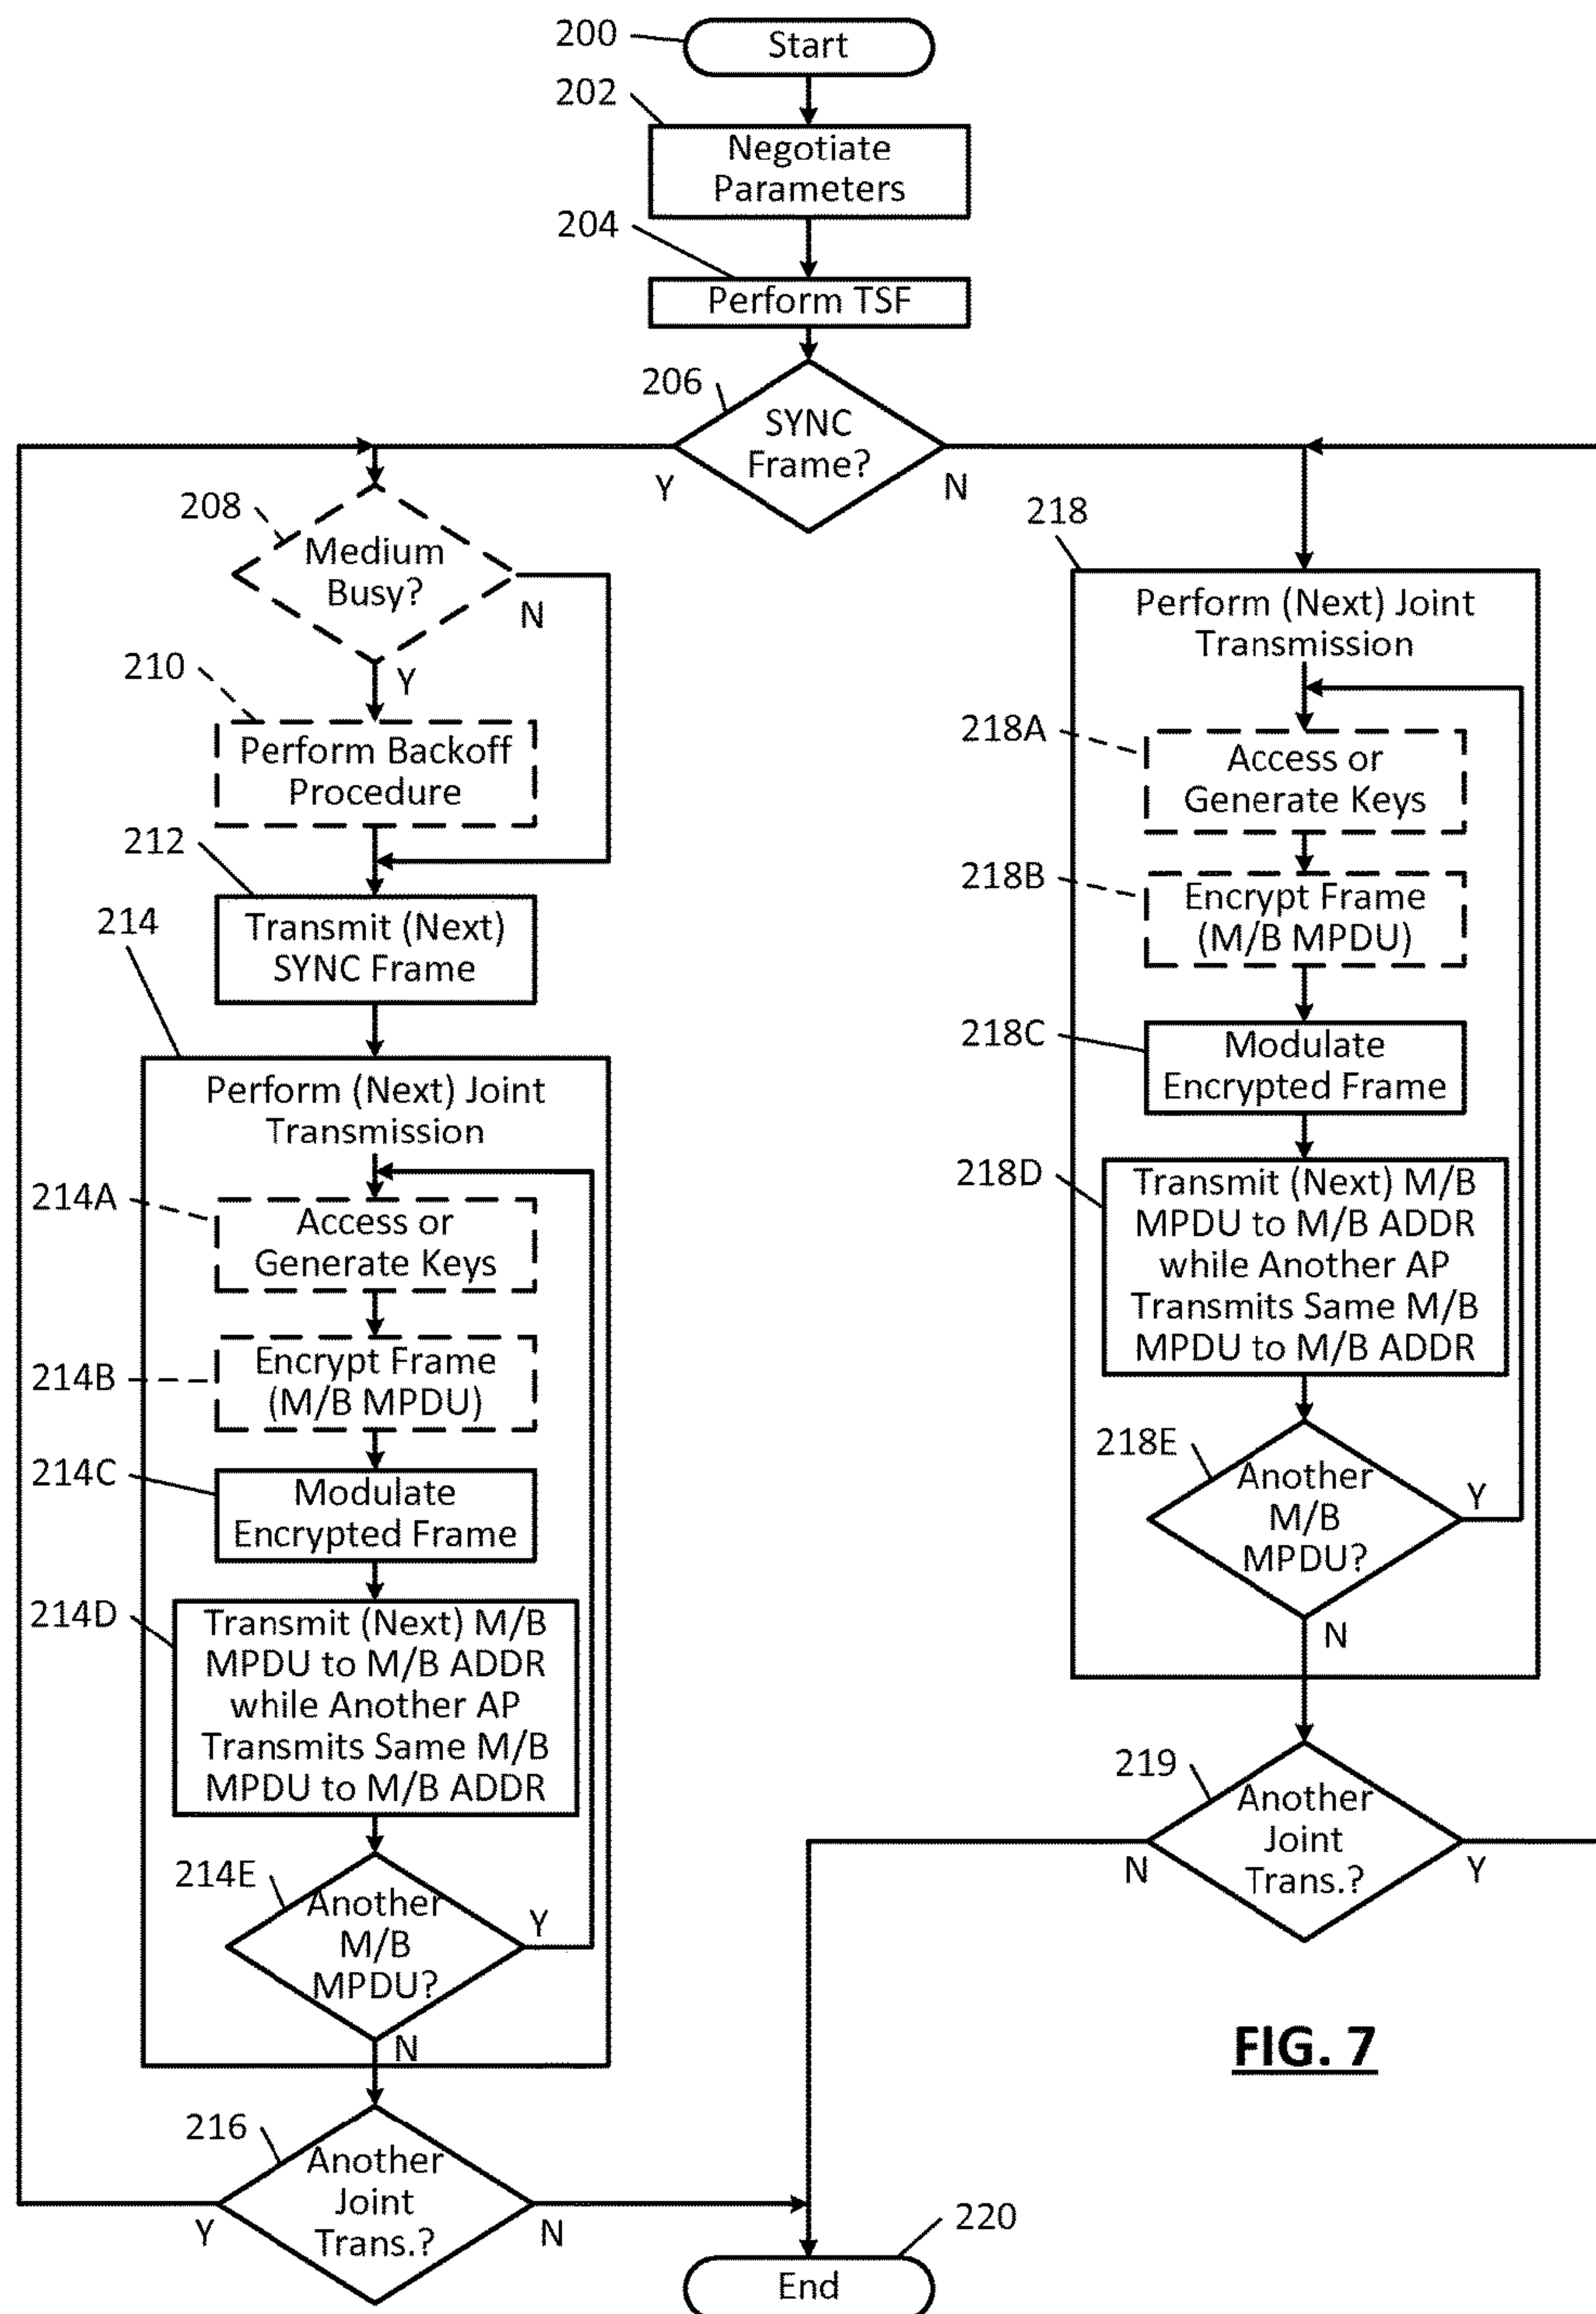 200
Start
202
Negotiate
Parameters
204
Perform TSF
206
SYNC
Frame?
Y
N
208
Medium
Busy?
N
Y
210
Perform Backoff
Procedure
212
Transmit (Next)
SYNC Frame
214
Perform (Next) Joint
Transmission
214A
Access or
Generate Keys
214B
Encrypt Frame
(M/B MPDU)
214C
Modulate
Encrypted Frame
214D
Transmit (Next) M/B
MPDU to M/B ADDR
while Another AP
Transmits Same M/B
MPDU to M/B ADDR
214E
Another
M/B
MPDU?
Y
N
216
Another
Joint
Trans.?
Y
N
218
Perform (Next) Joint
Transmission
218A
Access or
Generate Keys
218B
Encrypt Frame
(M/B MPDU)
218C
Modulate
Encrypted Frame
218D
Transmit (Next) M/B
MPDU to M/B ADDR
while Another AP
Transmits Same M/B
MPDU to M/B ADDR
218E
Another
M/B
MPDU?
Y
N
219
Another
Joint
Trans.?
N
Y
220
End
FIG. 7